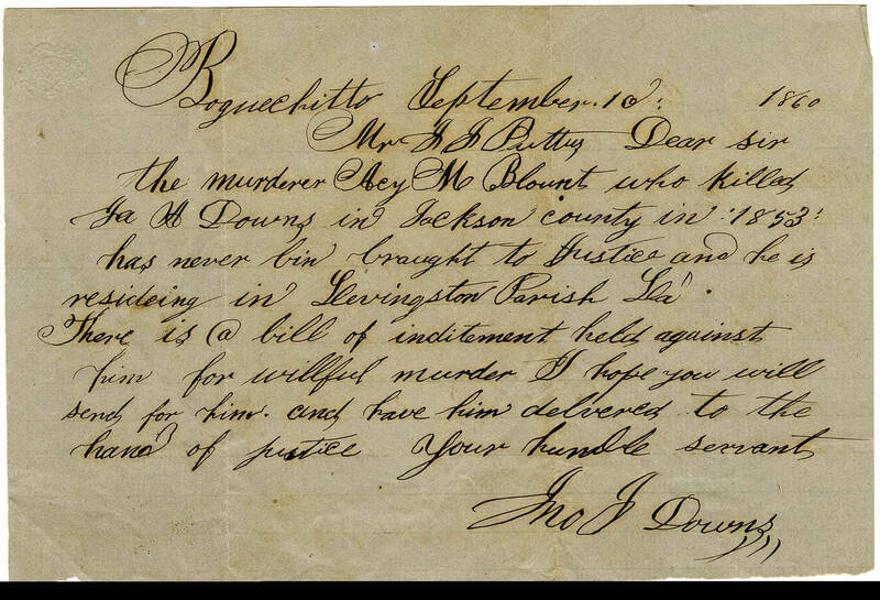 Boguechitto September. 10: 1860
Mr J J Pettus Dear sir
the murderer Acy M Blount who killed
Ja A Downs in Jackson county in "1853"
has never bin braught to Justice and he is
resideing in Llevingston Parish Lla".
There is a bill of inditement held against
him for willful murder I hope you will
send for him. and have him delvered to the
hand of justice Your humble servant
Jno J Downs